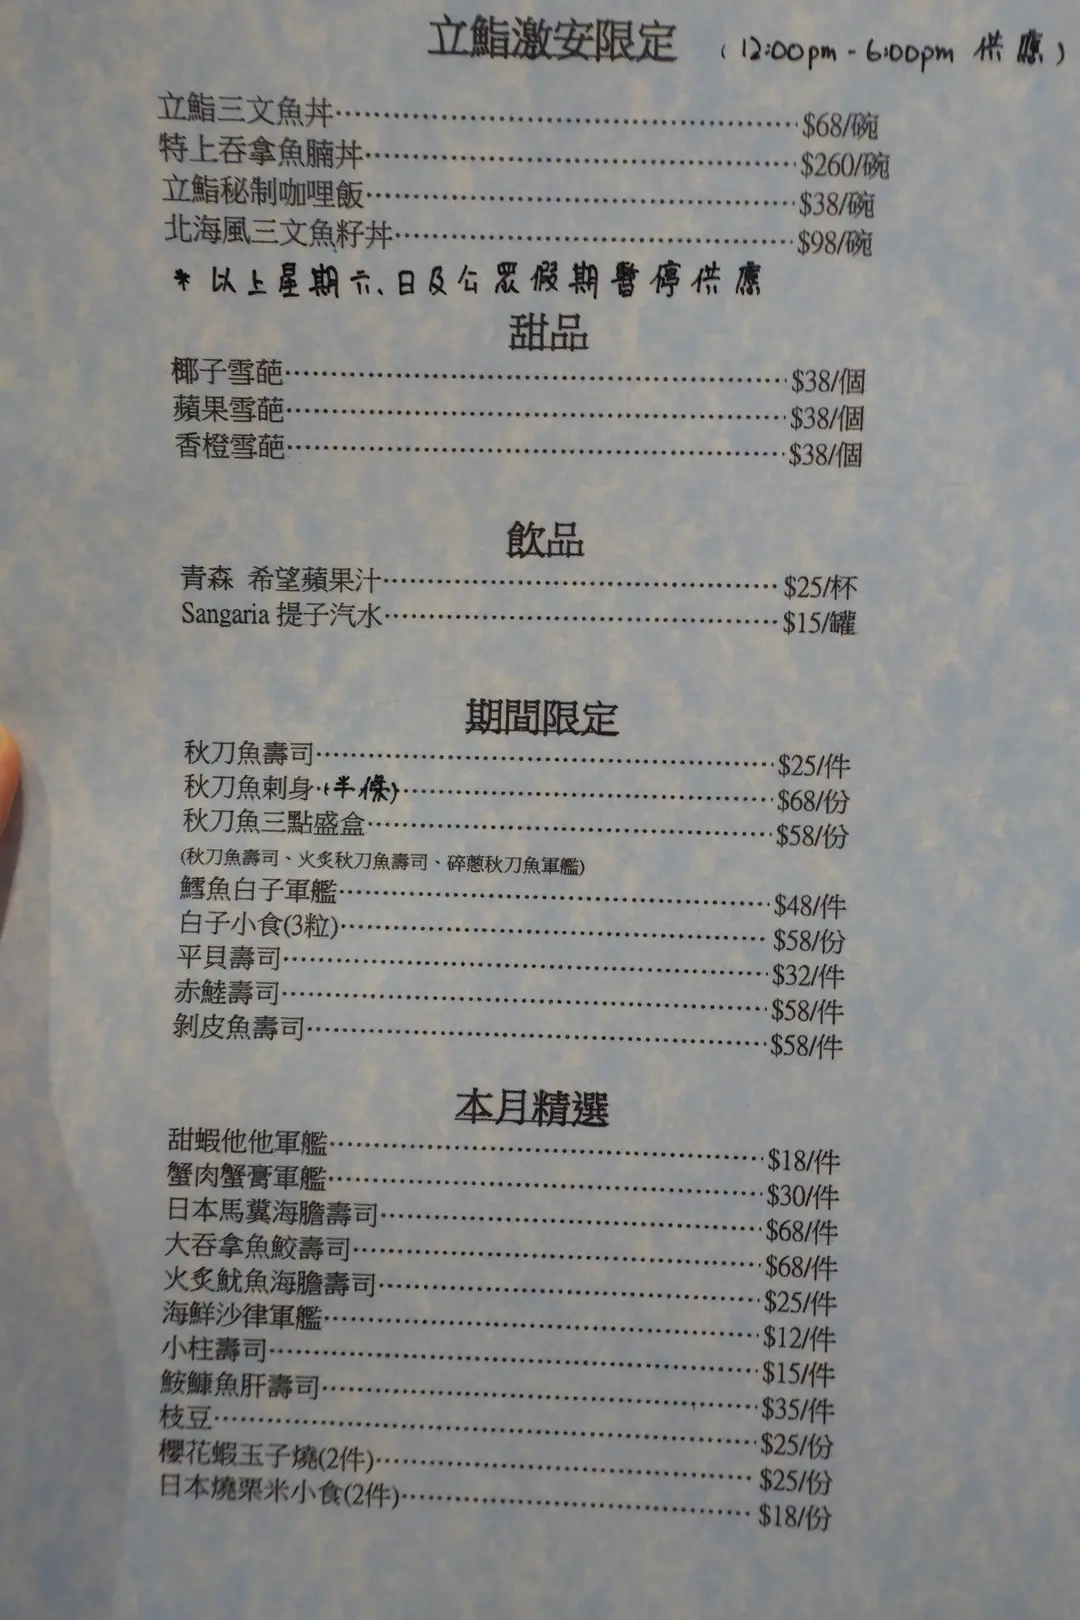 立鮨激安限定 (12:00pm - 6:00pm 供應)
立鮨三文魚丼 $68/碗
特上吞拿魚腩丼 $260/碗
立鮨秘制咖哩飯 $38/碗
北海風三文魚籽丼 $98/碗
* 以上星期六、日及公眾假期暫停供應
甜品
椰子雪葩 $38/個
蘋果雪葩 $38/個
香橙雪葩 $38/個
飲品
青森 希望蘋果汁 $25/杯
Sangaria 提子汽水 $15/罐
期間限定
秋刀魚壽司 $25/件
秋刀魚刺身(半條) $68/份
秋刀魚三點盛盒 $58/份
(秋刀魚壽司、火炙秋刀魚壽司、碎蔥秋刀魚軍艦)
鱈魚白子軍艦 $48/件
白子小食(3粒) $58/份
平貝壽司 $32/件
赤鯥壽司 $58/件
剝皮魚壽司 $58/件
本月精選
甜蝦他他軍艦 $18/件
蟹肉蟹膏軍艦 $30/件
日本馬糞海膽壽司 $68/件
大吞拿魚鮫壽司 $68/件
火炙魷魚海膽壽司 $25/件
海鮮沙律軍艦 $12/件
小柱壽司 $15/件
鮟鱇魚肝壽司 $35/件
枝豆 $25/份
櫻花蝦玉子燒(2件) $25/份
日本燒粟米小食(2件) $18/份